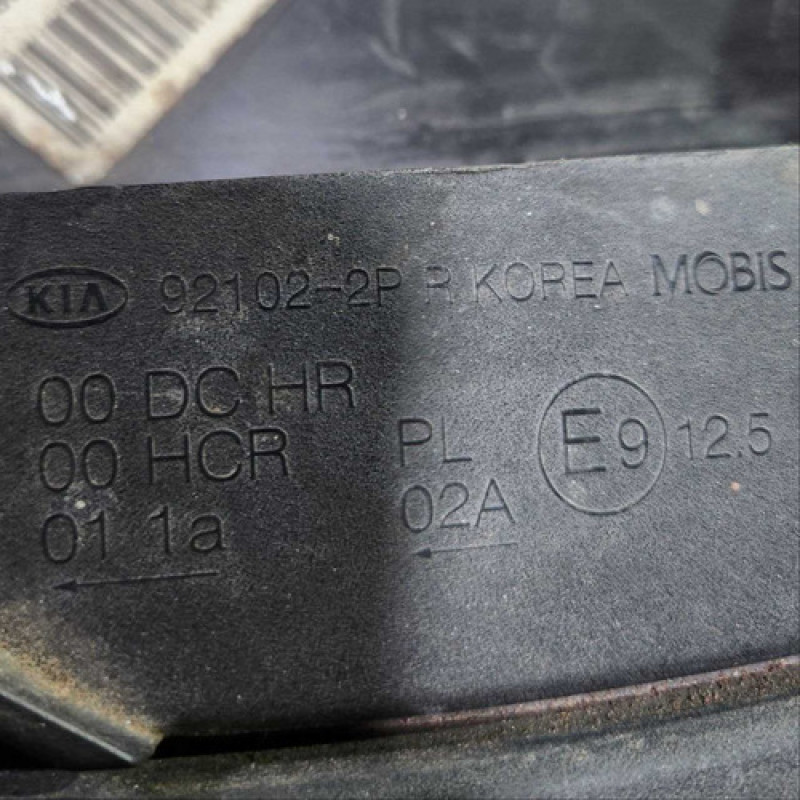 KIA 92102-2P R KOREA MOBIS
00 DC HR
00 HCR PL E9 12.5
01 1a 02A